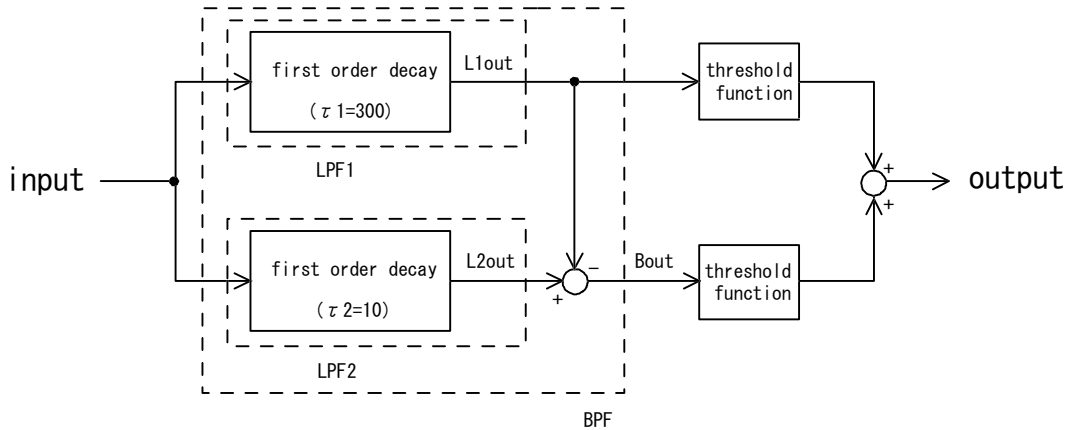 first order decay
(τ1=300)
L1out
threshold
function
LPF1
+
input
output
+
first order decay
(τ2=10)
L2out
−
+
Bout
threshold
function
LPF2
BPF